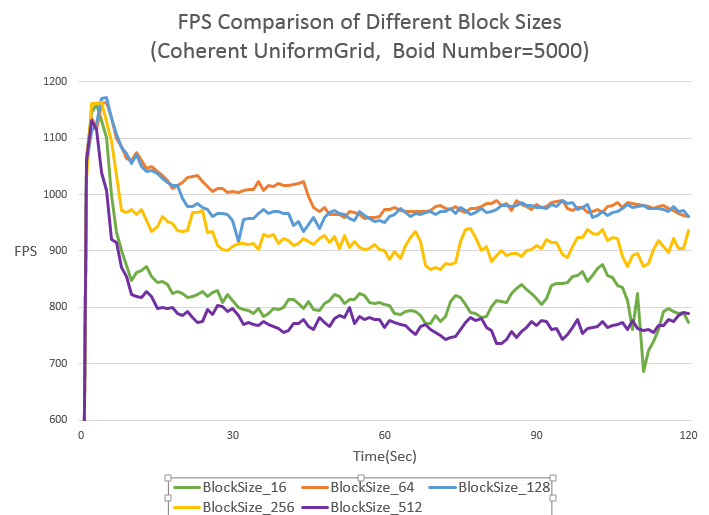 FPS Comparison of Different Block Sizes
(Coherent UniformGrid,  Boid Number=5000)
1200
1100
1000
900
800
700
600
FPS
0 30 60 90 120
Time(Sec)
BlockSize_16 BlockSize_64 BlockSize_128
BlockSize_256 BlockSize_512